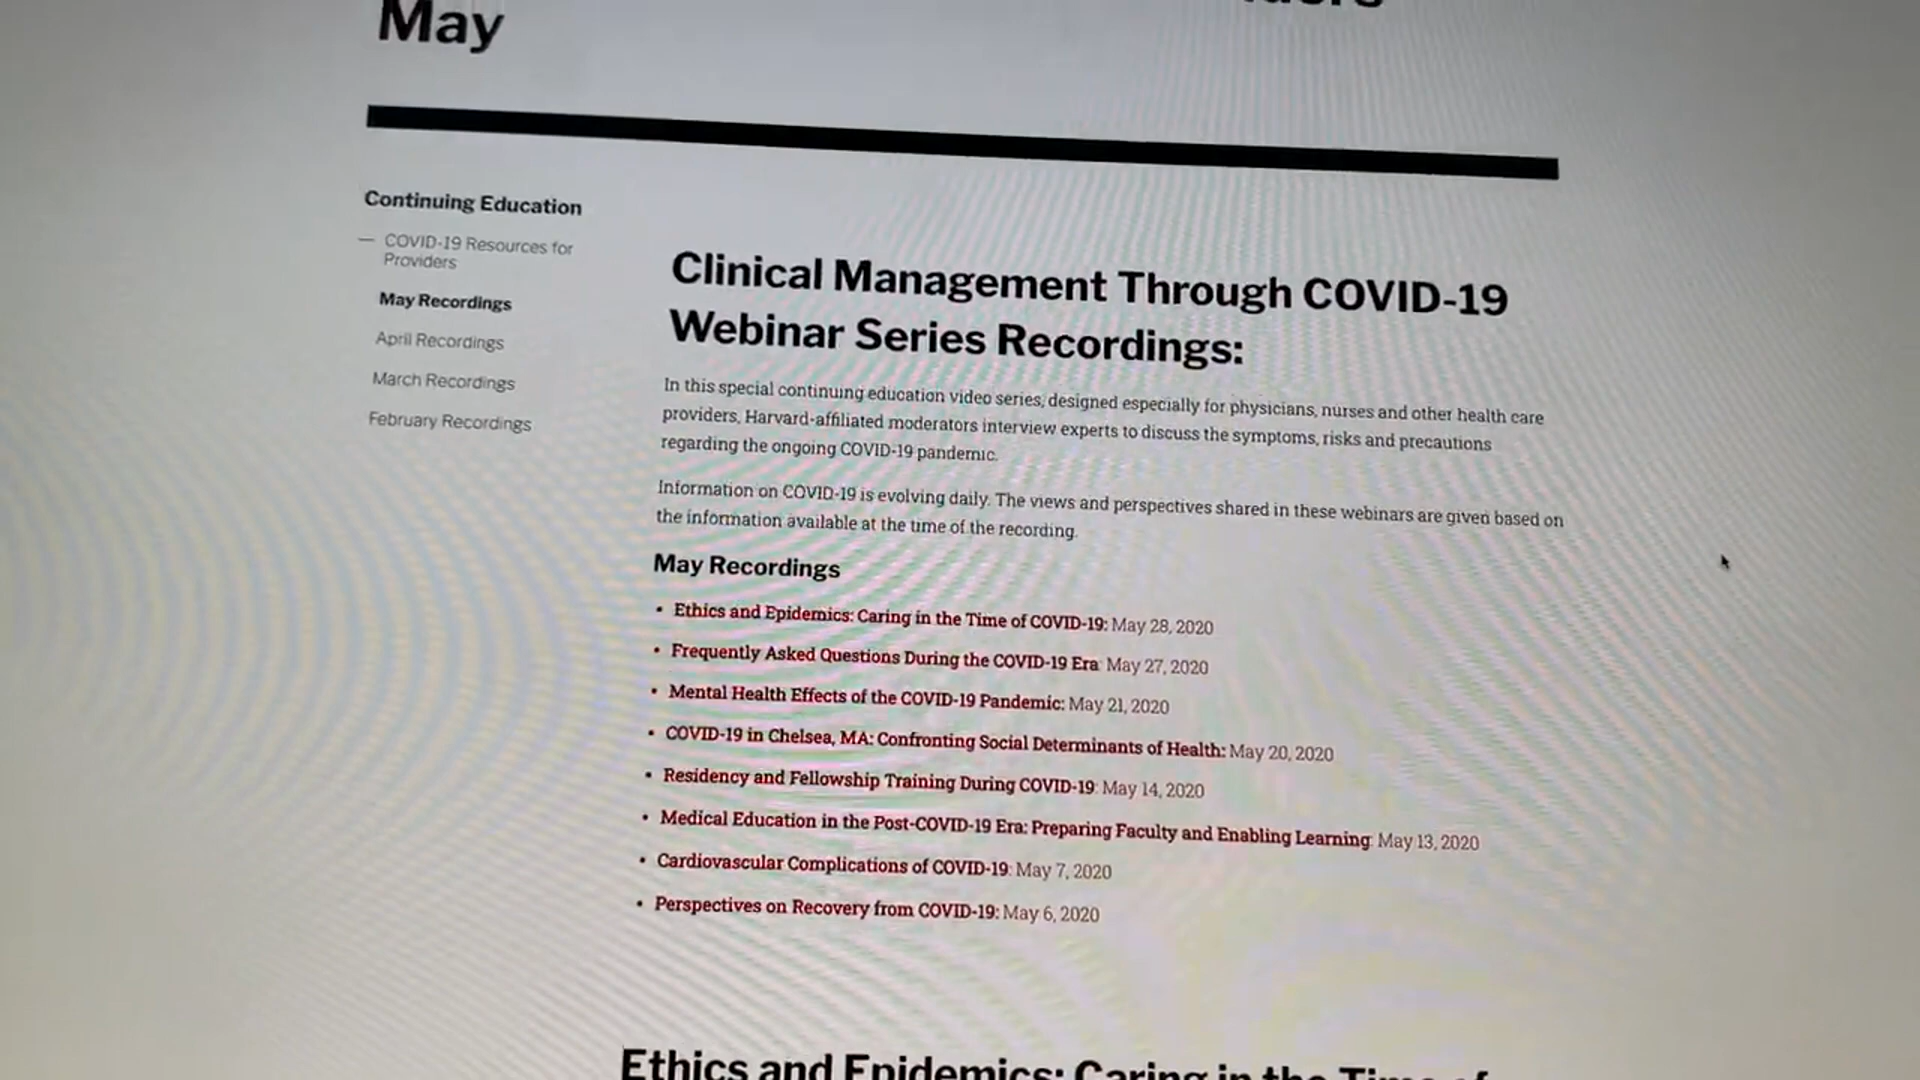 May
Continuing Education
— COVID-19 Resources for
Providers
May Recordings
April Recordings
March Recordings
February Recordings
Clinical Management Through COVID-19
Webinar Series Recordings:
In this special continuing education video series, designed especially for physicians, nurses and other health care
providers, Harvard-affiliated moderators interview experts to discuss the symptoms, risks and precautions
regarding the ongoing COVID-19 pandemic.
Information on COVID-19 is evolving daily. The views and perspectives shared in these webinars are given based on
the information available at the time of the recording.
May Recordings
• Ethics and Epidemics: Caring in the Time of COVID-19: May 28, 2020
• Frequently Asked Questions During the COVID-19 Era: May 27, 2020
• Mental Health Effects of the COVID-19 Pandemic: May 21, 2020
• COVID-19 in Chelsea, MA: Confronting Social Determinants of Health: May 20, 2020
• Residency and Fellowship Training During COVID-19: May 14, 2020
• Medical Education in the Post-COVID-19 Era: Preparing Faculty and Enabling Learning: May 13, 2020
• Cardiovascular Complications of COVID-19: May 7, 2020
• Perspectives on Recovery from COVID-19: May 6, 2020
Ethics and Epidemics: Caring in the Time of